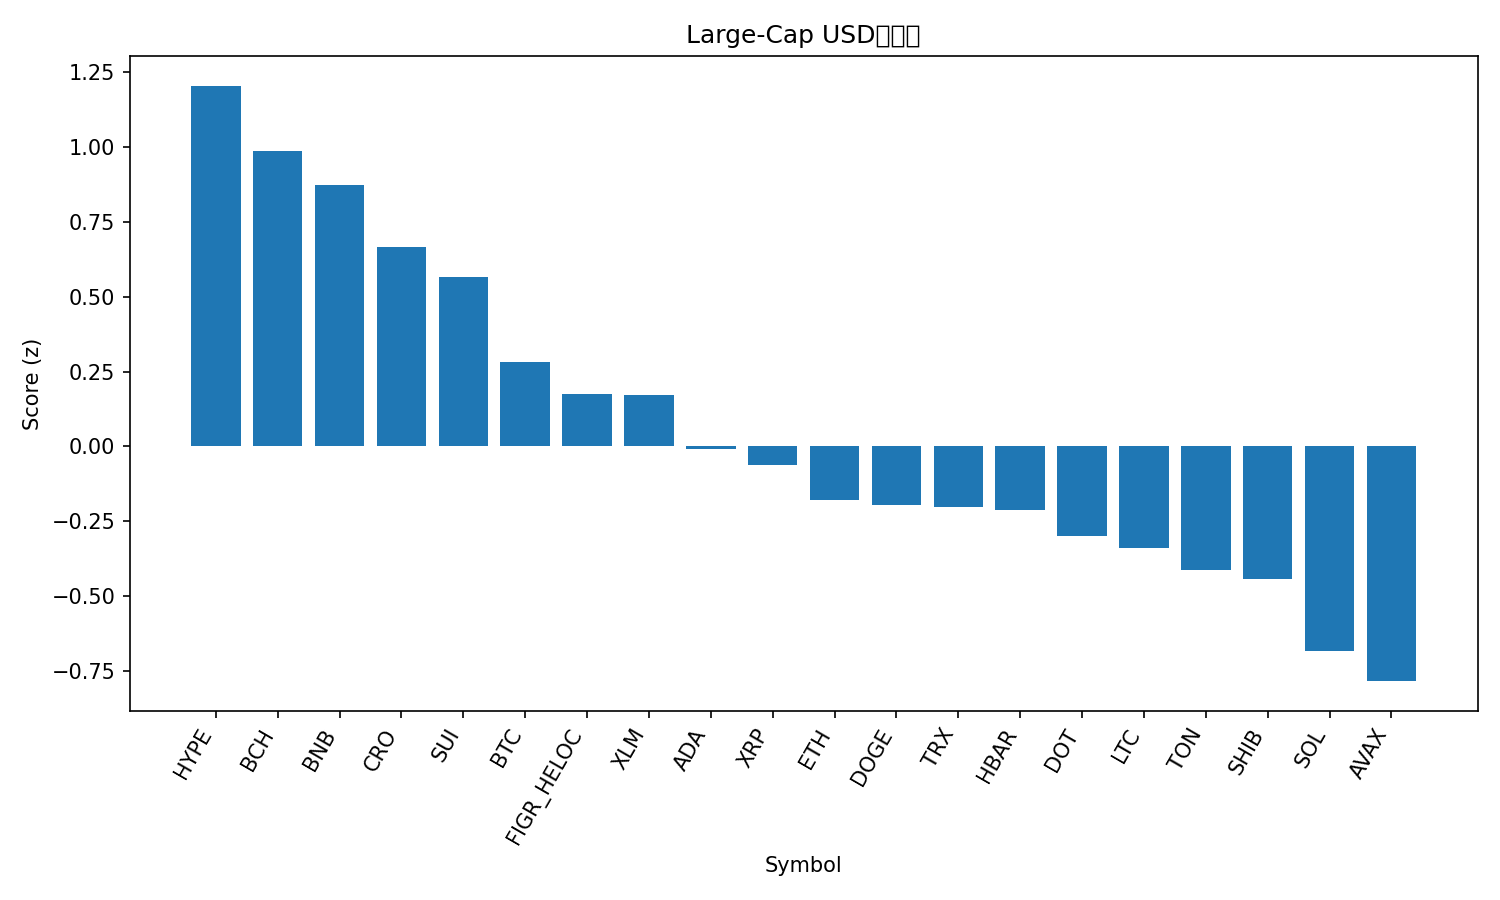 Large-Cap USD
1.25
1.00
0.75
0.50
0.25
0.00
−0.25
−0.50
−0.75
Score (z)
HYPE
BCH
BNB
CRO
SUI
BTC
FIGR_HELOC
XLM
ADA
XRP
ETH
DOGE
TRX
HBAR
DOT
LTC
TON
SHIB
SOL
AVAX
Symbol